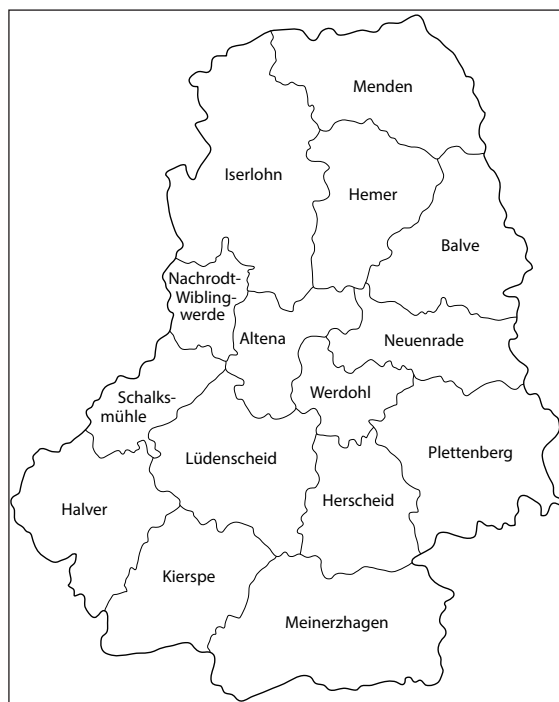 Menden
Iserlohn
Hemer
Balve
Nachrodt-
Wibling-
werde
Altena
Neuenrade
Schalks-
mühle
Werdohl
Lüdenscheid
Plettenberg
Halver
Herscheid
Kierspe
Meinerzhagen